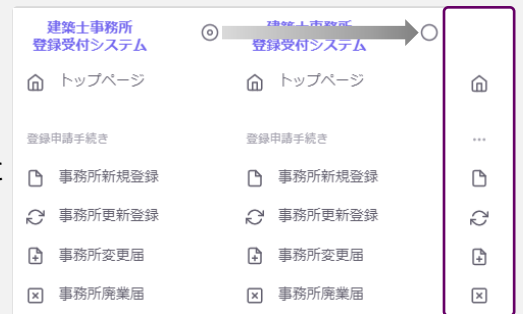 建築士事務所
登録受付システム
トップページ
登録申請手続き
事務所新規登録
事務所更新登録
事務所変更届
事務所廃業届
建築士事務所
登録受付システム
トップページ
登録申請手続き
事務所新規登録
事務所更新登録
事務所変更届
事務所廃業届
...